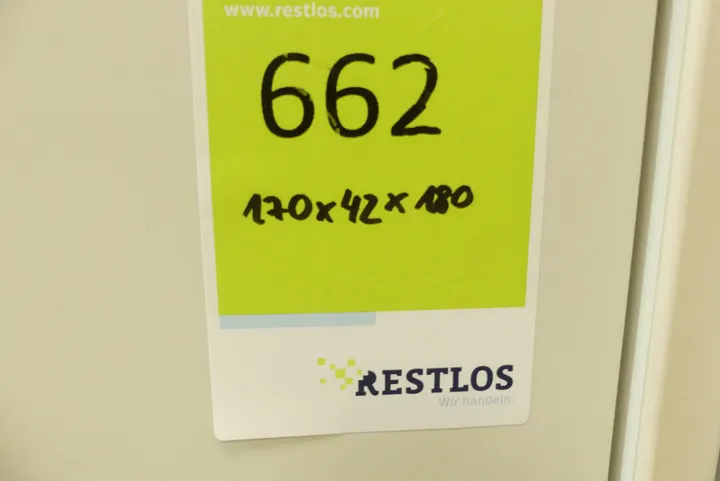 www.restlos.com
662
170x42x180
RESTLOS
Wir handeln.